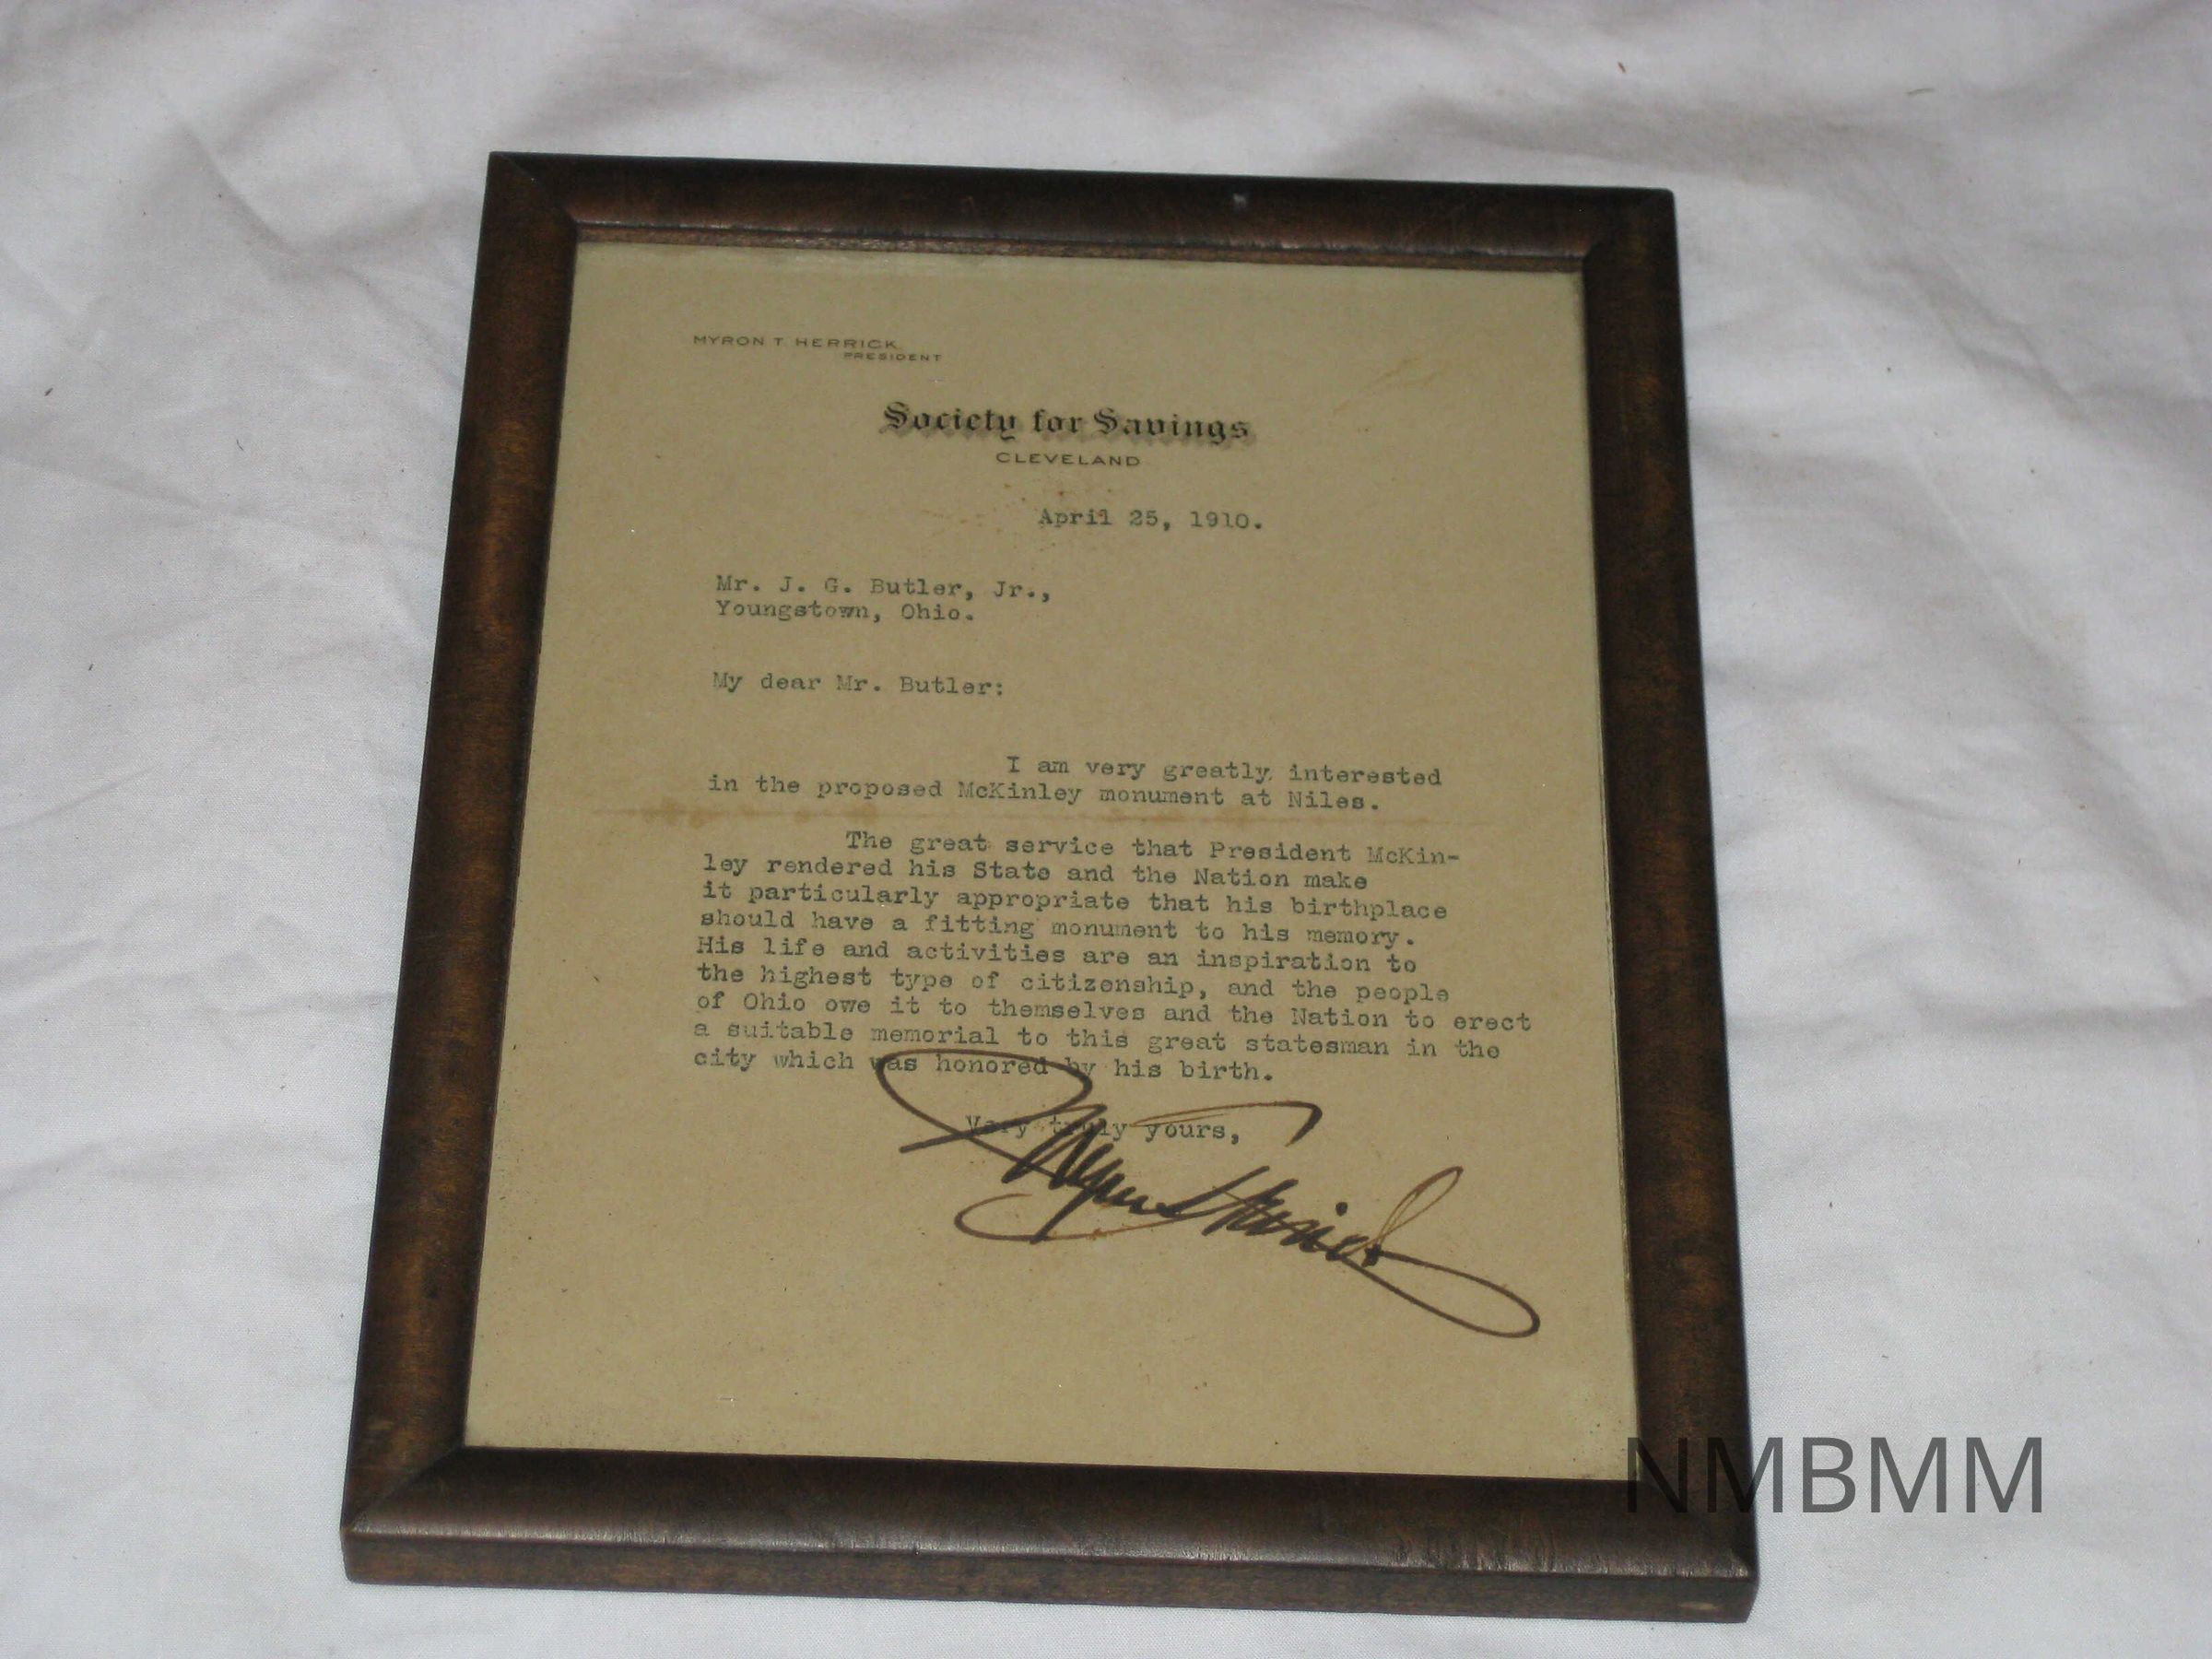 MYRON T. HERRICK
PRESIDENT
Society for Savings
CLEVELAND
April 25, 1910.
Mr. J. G. Butler, Jr.,
Youngstown, Ohio.
My dear Mr. Butler:
I am very greatly interested
in the proposed McKinley monument at Niles.
The great service that President McKin-
ley rendered his State and the Nation make
it particularly appropriate that his birthplace
should have a fitting monument to his memory.
His life and activities are an inspiration to
the highest type of citizenship, and the people
of Ohio owe it to themselves and the Nation to erect
a suitable memorial to this great statesman in the
city which was honored by his birth.
Very truly yours,
Myron T. Herrick
NMBMM